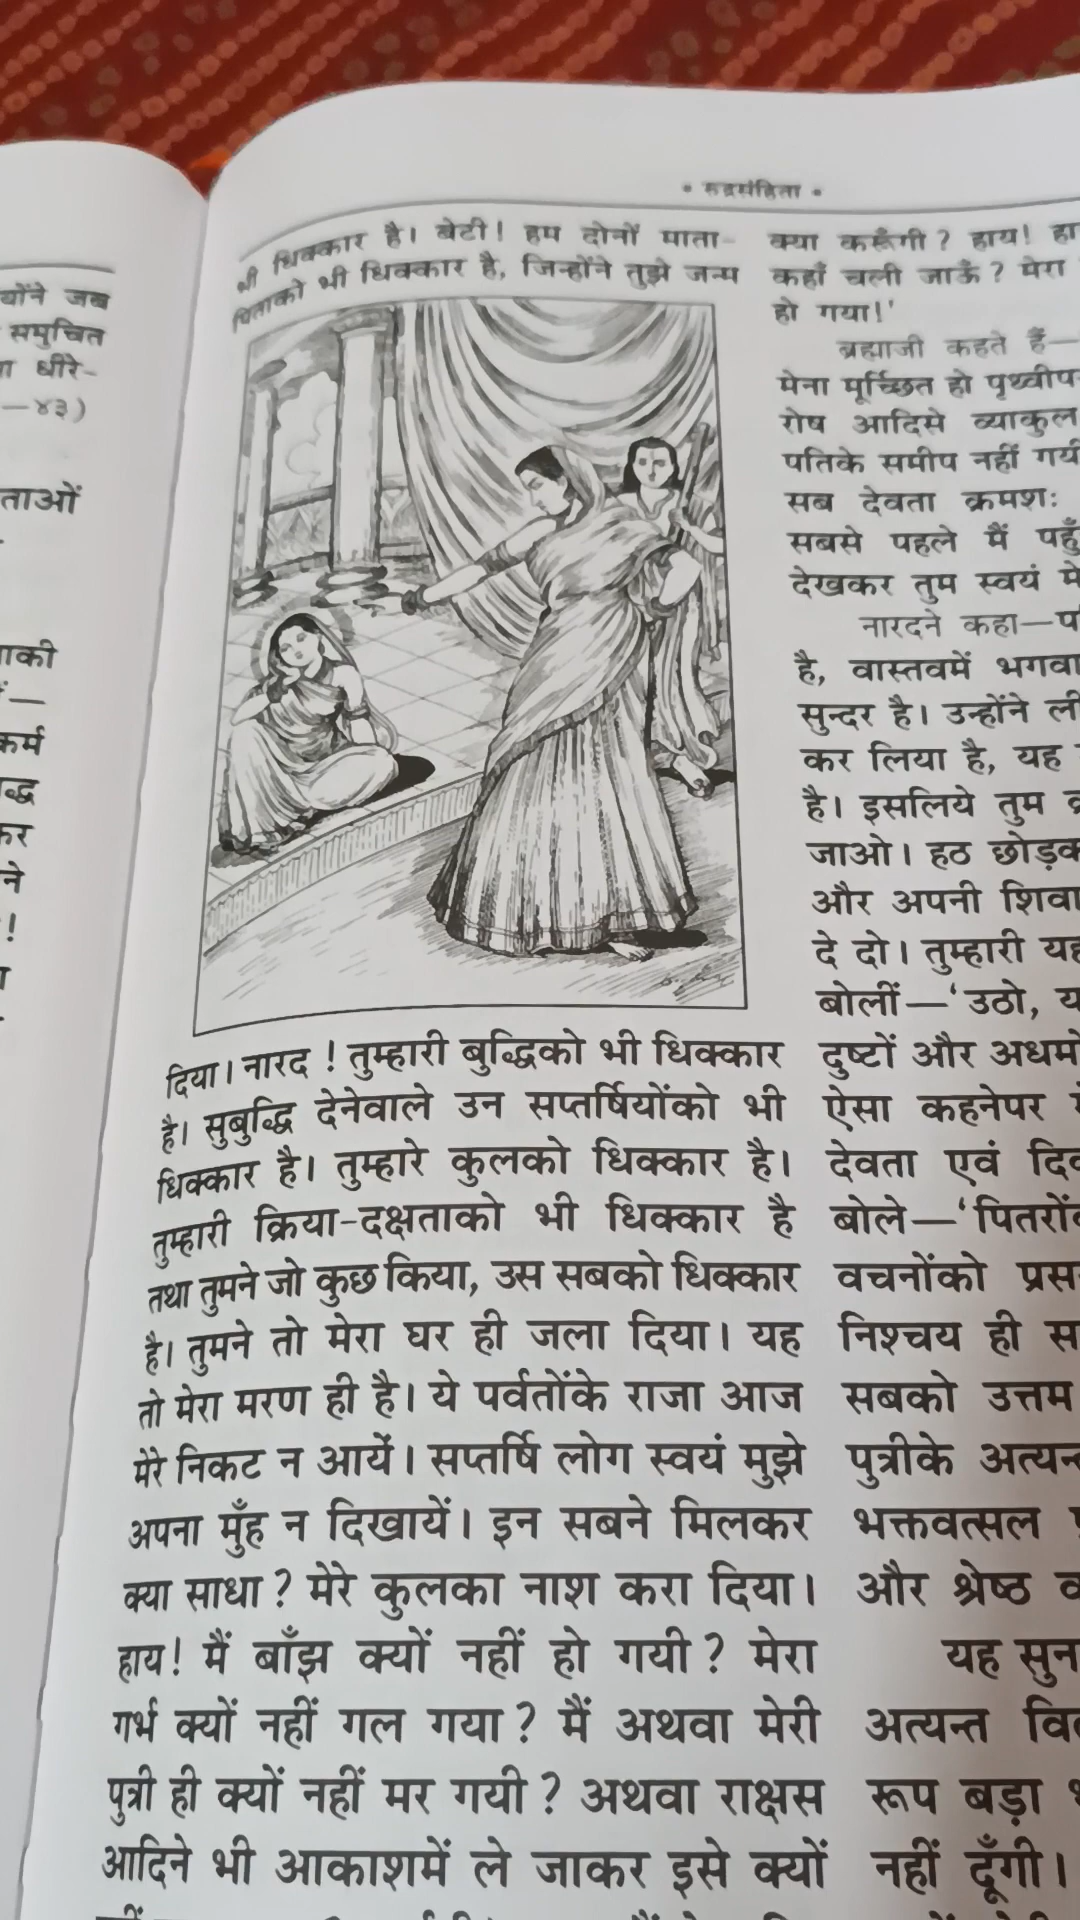 • रुद्रसंहिता •
योंने जब
समुचित
धीरे-
—४३)
ताओं
ाकी
कर्म
द्ध
कर
ने
!
भी धिक्कार है। बेटी! हम दोनों माता-
पिताको भी धिक्कार है, जिन्होंने तुझे जन्म
दिया। नारद ! तुम्हारी बुद्धिको भी धिक्कार
है। सुबुद्धि देनेवाले उन सप्तर्षियोंको भी
धिक्कार है। तुम्हारे कुलको धिक्कार है।
तुम्हारी क्रिया-दक्षताको भी धिक्कार है
तथा तुमने जो कुछ किया, उस सबको धिक्कार
है। तुमने तो मेरा घर ही जला दिया। यह
तो मेरा मरण ही है। ये पर्वतोंके राजा आज
मेरे निकट न आयें। सप्तर्षि लोग स्वयं मुझे
अपना मुँह न दिखायें। इन सबने मिलकर
क्या साधा? मेरे कुलका नाश करा दिया।
हाय! मैं बाँझ क्यों नहीं हो गयी? मेरा
गर्भ क्यों नहीं गल गया? मैं अथवा मेरी
पुत्री ही क्यों नहीं मर गयी? अथवा राक्षस
आदिने भी आकाशमें ले जाकर इसे क्यों
क्या करूँगी? हाय! हा
कहाँ चली जाऊँ? मेरा
हो गया!'
ब्रह्माजी कहते हैं—
मेना मूर्च्छित हो पृथ्वीप
रोष आदिसे व्याकुल
पतिके समीप नहीं गयी
सब देवता क्रमशः
सबसे पहले मैं पहुँ
देखकर तुम स्वयं मे
नारदने कहा—प
है, वास्तवमें भगवा
सुन्दर है। उन्होंने ली
कर लिया है, यह
है। इसलिये तुम
जाओ। हठ छोड़क
और अपनी शिवा
दे दो। तुम्हारी यह
बोलीं—'उठो, य
दुष्टों और अधमो
ऐसा कहनेपर
देवता एवं दिव
बोले—'पितरों
वचनोंको प्रस
निश्चय ही स
सबको उत्तम
पुत्रीके अत्यन्
भक्तवत्सल
और श्रेष्ठ
यह सुन
अत्यन्त वि
रूप बड़ा
नहीं दूँगी।